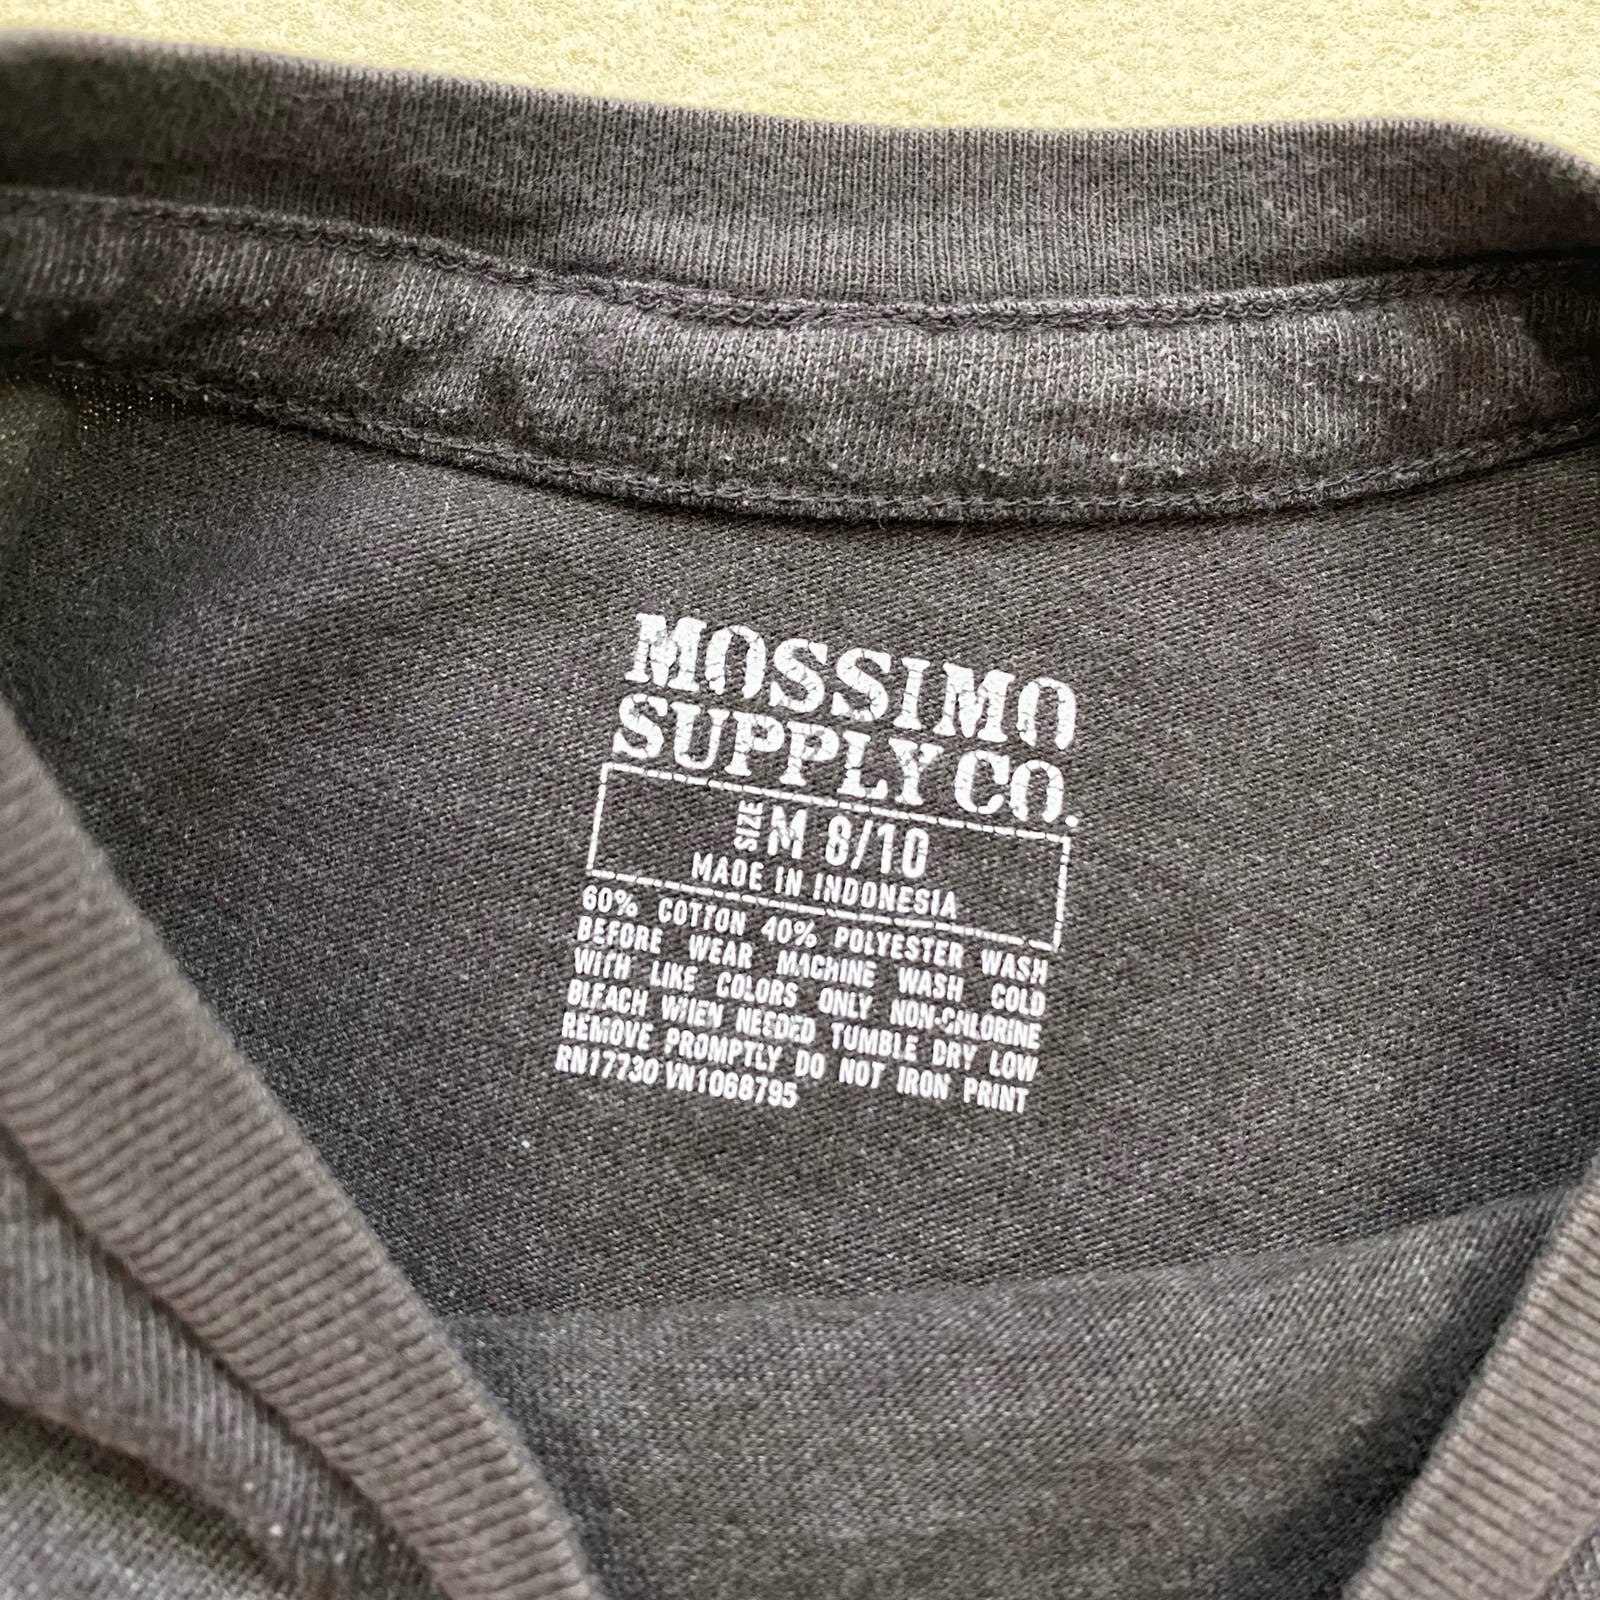 MOSSIMO
SUPPLY CO.
SIZE M 8/10
MADE IN INDONESIA
60% COTTON 40% POLYESTER WASH
BEFORE WEAR MACHINE WASH COLD
WITH LIKE COLORS ONLY NON-CHLORINE
BLEACH WHEN NEEDED TUMBLE DRY LOW
REMOVE PROMPTLY DO NOT IRON PRINT
RN17730 VN1068795